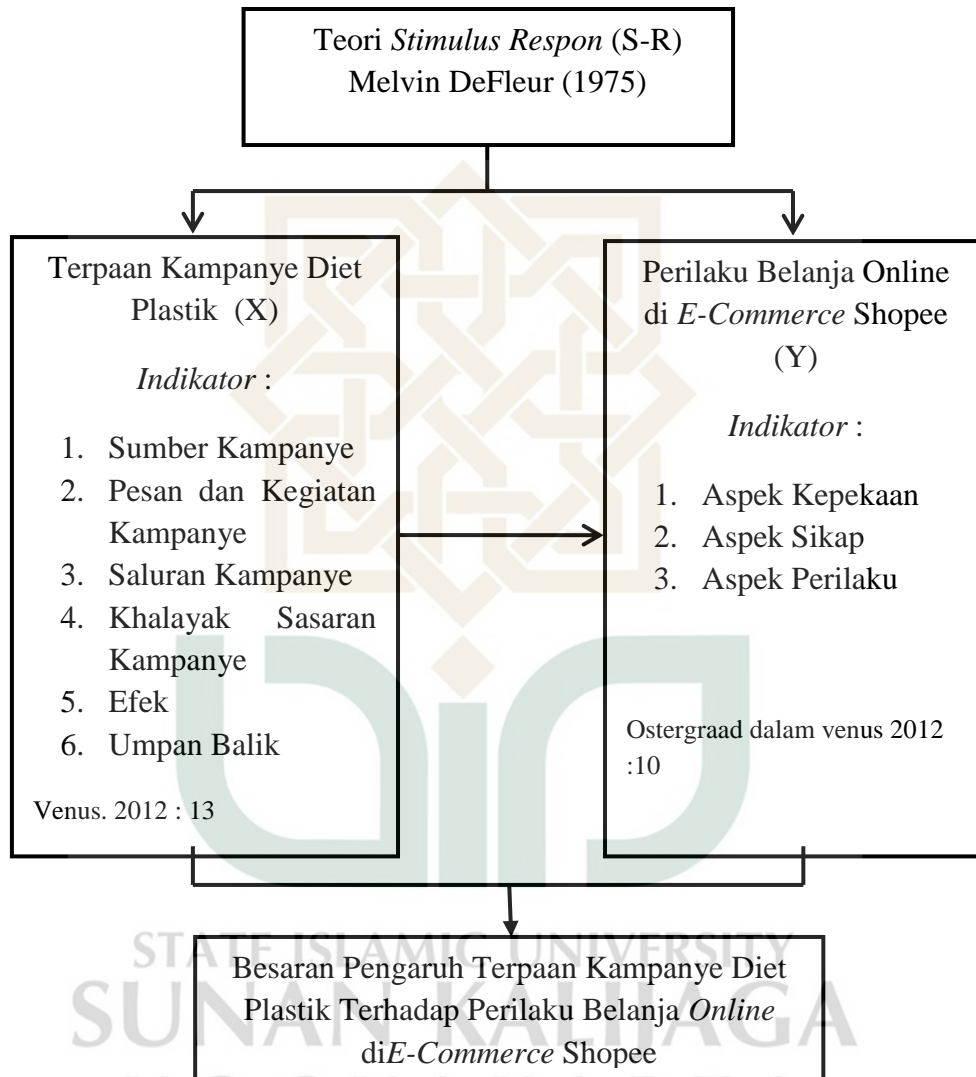 Teori Stimulus Respon (S-R)
Melvin DeFleur (1975)
Terpaan Kampanye Diet
Plastik (X)
Indikator :
1. Sumber Kampanye
2. Pesan dan Kegiatan
Kampanye
3. Saluran Kampanye
4. Khalayak Sasaran
Kampanye
5. Efek
6. Umpan Balik
Venus. 2012 : 13
Perilaku Belanja Online
di E-Commerce Shopee
(Y)
Indikator :
1. Aspek Kepekaan
2. Aspek Sikap
3. Aspek Perilaku
Ostergraad dalam venus 2012
:10
STATE ISLAMIC UNIVERSITY
SUNAN KALIJAGA
Besaran Pengaruh Terpaan Kampanye Diet
Plastik Terhadap Perilaku Belanja Online
diE-Commerce Shopee